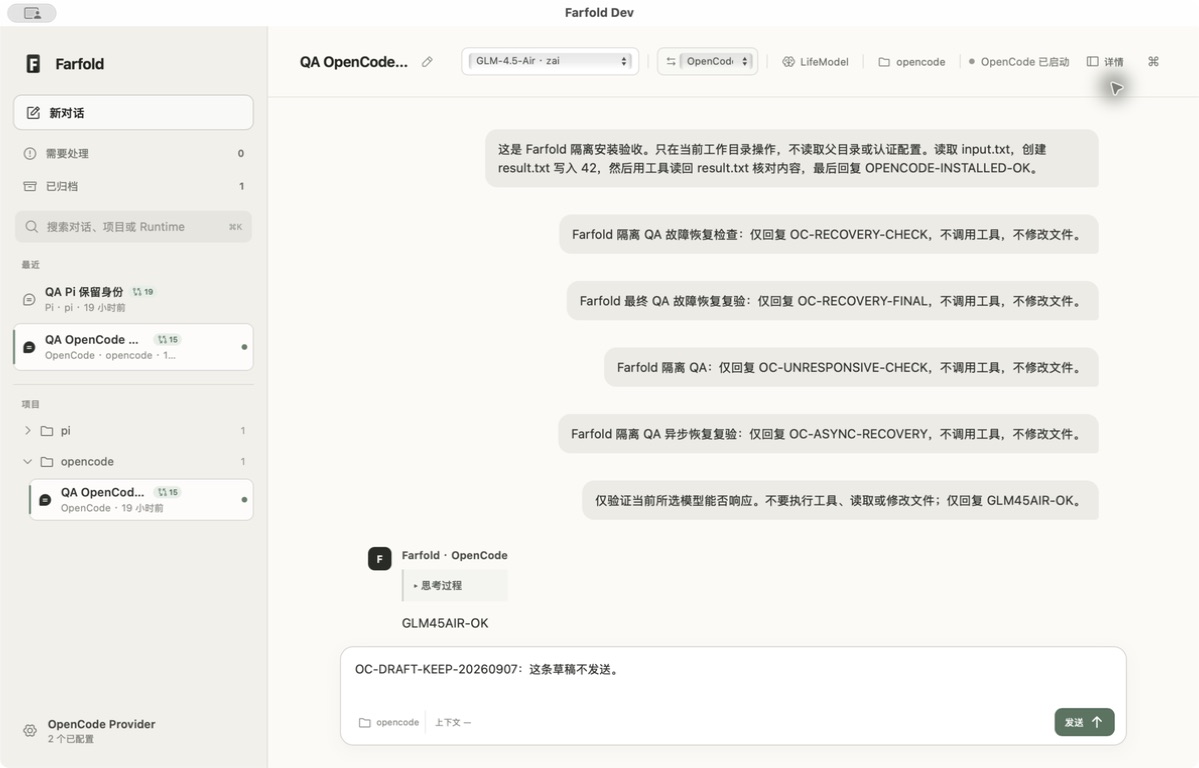 Farfold Dev
Farfold
新对话
需要处理 0
已归档 1
搜索对话、项目或 Runtime ⌘K
最近
QA Pi 保留身份 19
Pi · pi · 19 小时前
QA OpenCode ... 15
OpenCode · opencode · 1...
项目
pi 1
opencode 1
QA OpenCod... 15
OpenCode · 19 小时前
OpenCode Provider
2 个已配置
QA OpenCode...
GLM-4.5-Air · zai
OpenCod
LifeModel
opencode
OpenCode 已启动
详情
⌘
这是 Farfold 隔离安装验收。只在当前工作目录操作，不读取父目录或认证配置。读取 input.txt，创建
result.txt 写入 42，然后用工具读回 result.txt 核对内容，最后回复 OPENCODE-INSTALLED-OK。
Farfold 隔离 QA 故障恢复检查：仅回复 OC-RECOVERY-CHECK，不调用工具，不修改文件。
Farfold 最终 QA 故障恢复复验：仅回复 OC-RECOVERY-FINAL，不调用工具，不修改文件。
Farfold 隔离 QA：仅回复 OC-UNRESPONSIVE-CHECK，不调用工具，不修改文件。
Farfold 隔离 QA 异步恢复复验：仅回复 OC-ASYNC-RECOVERY，不调用工具，不修改文件。
仅验证当前所选模型能否响应。不要执行工具、读取或修改文件；仅回复 GLM45AIR-OK。
F
Farfold · OpenCode
思考过程
GLM45AIR-OK
OC-DRAFT-KEEP-20260907：这条草稿不发送。
opencode
上下文 —
发送